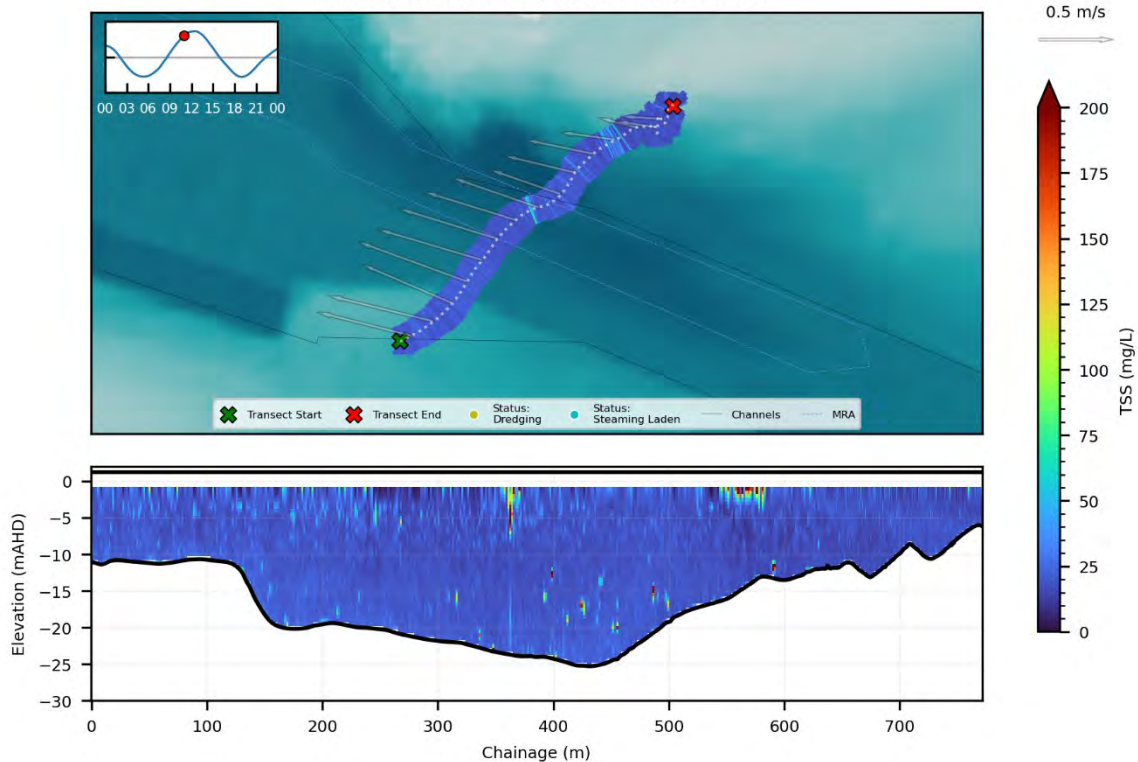 0.5 m/s
00 03 06 09 12 15 18 21 00
Transect Start
Transect End
Status:
Dredging
Status:
Steaming Laden
Channels
MRA
200
175
150
125
100
75
50
25
0
TSS (mg/L)
0
−5
−10
−15
−20
−25
−30
Elevation (mAHD)
0 100 200 300 400 500 600 700
Chainage (m)